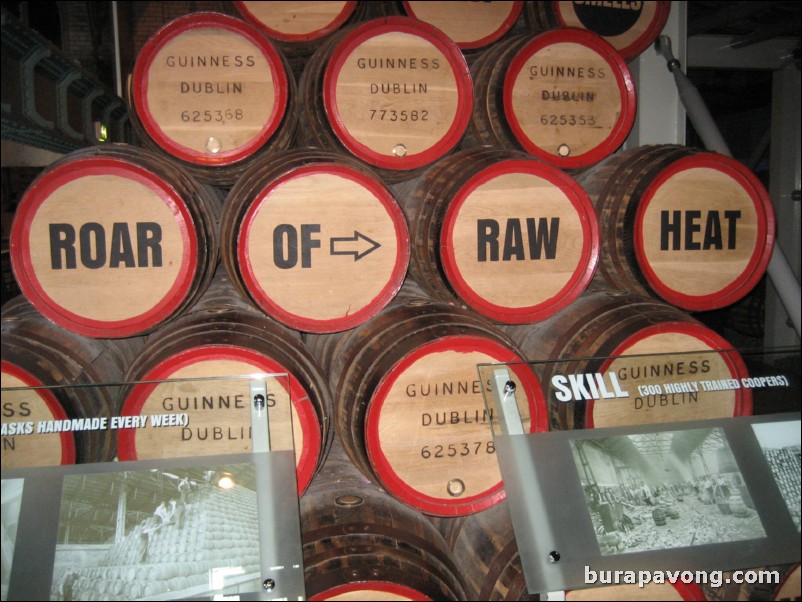 SMELLS
GUINNESS
DUBLIN
625368
GUINNESS
DUBLIN
773582
GUINNESS
DUBLIN
625353
ROAR
OF
RAW
HEAT
GUINNESS
DUBLIN
GUINNESS
DUBLIN
625378
GUINNESS
DUBLIN
ASKS HANDMADE EVERY WEEK)
SKILL (300 HIGHLY TRAINED COOPERS)
burapavong.com